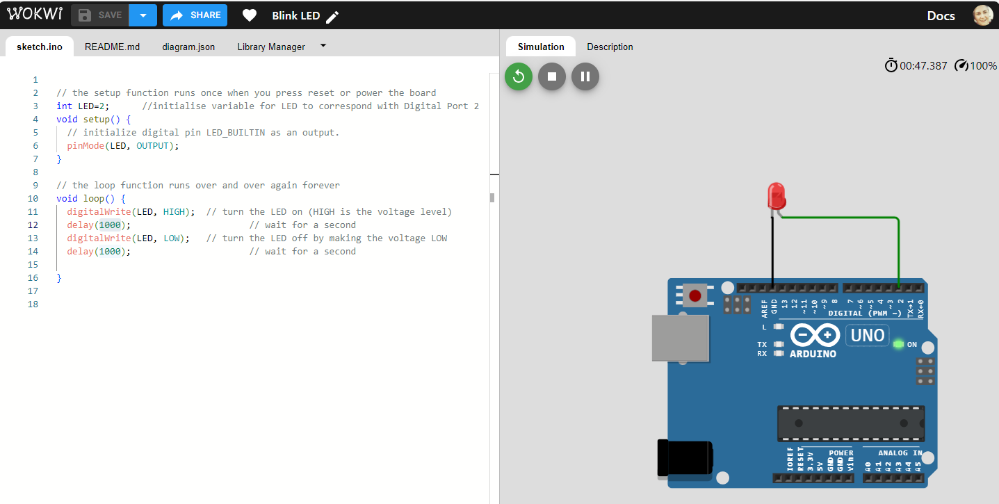 WOKWI SAVE SHARE Blink LED Docs
sketch.ino README.md diagram.json Library Manager
Simulation Description
00:47.387 100%
1
2 // the setup function runs once when you press reset or power the board
3 int LED=2; //initialise variable for LED to correspond with Digital Port 2
4 void setup() {
5 // initialize digital pin LED_BUILTIN as an output.
6 pinMode(LED, OUTPUT);
7 }
8
9 // the loop function runs over and over again forever
10 void loop() {
11 digitalWrite(LED, HIGH); // turn the LED on (HIGH is the voltage level)
12 delay(1000); // wait for a second
13 digitalWrite(LED, LOW); // turn the LED off by making the voltage LOW
14 delay(1000); // wait for a second
15
16 }
17
18
AREF GND 13 12 ~11 ~10 ~9 8 7 ~6 ~5 4 ~3 2 TX→1 RX←0
DIGITAL (PWM ~)
L
TX
RX
ARDUINO
UNO
ON
POWER
ANALOG IN
IOREF RESET 3.3V 5V GND GND Vin A0 A1 A2 A3 A4 A5